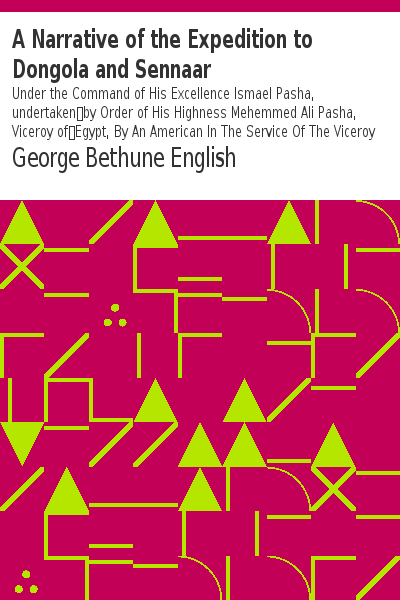 A Narrative of the Expedition to
Dongola and Sennaar
Under the Command of His Excellence Ismael Pasha,
undertaken▯by Order of His Highness Mehemmed Ali Pasha,
Viceroy of▯Egypt, By An American In The Service Of The Viceroy
George Bethune English